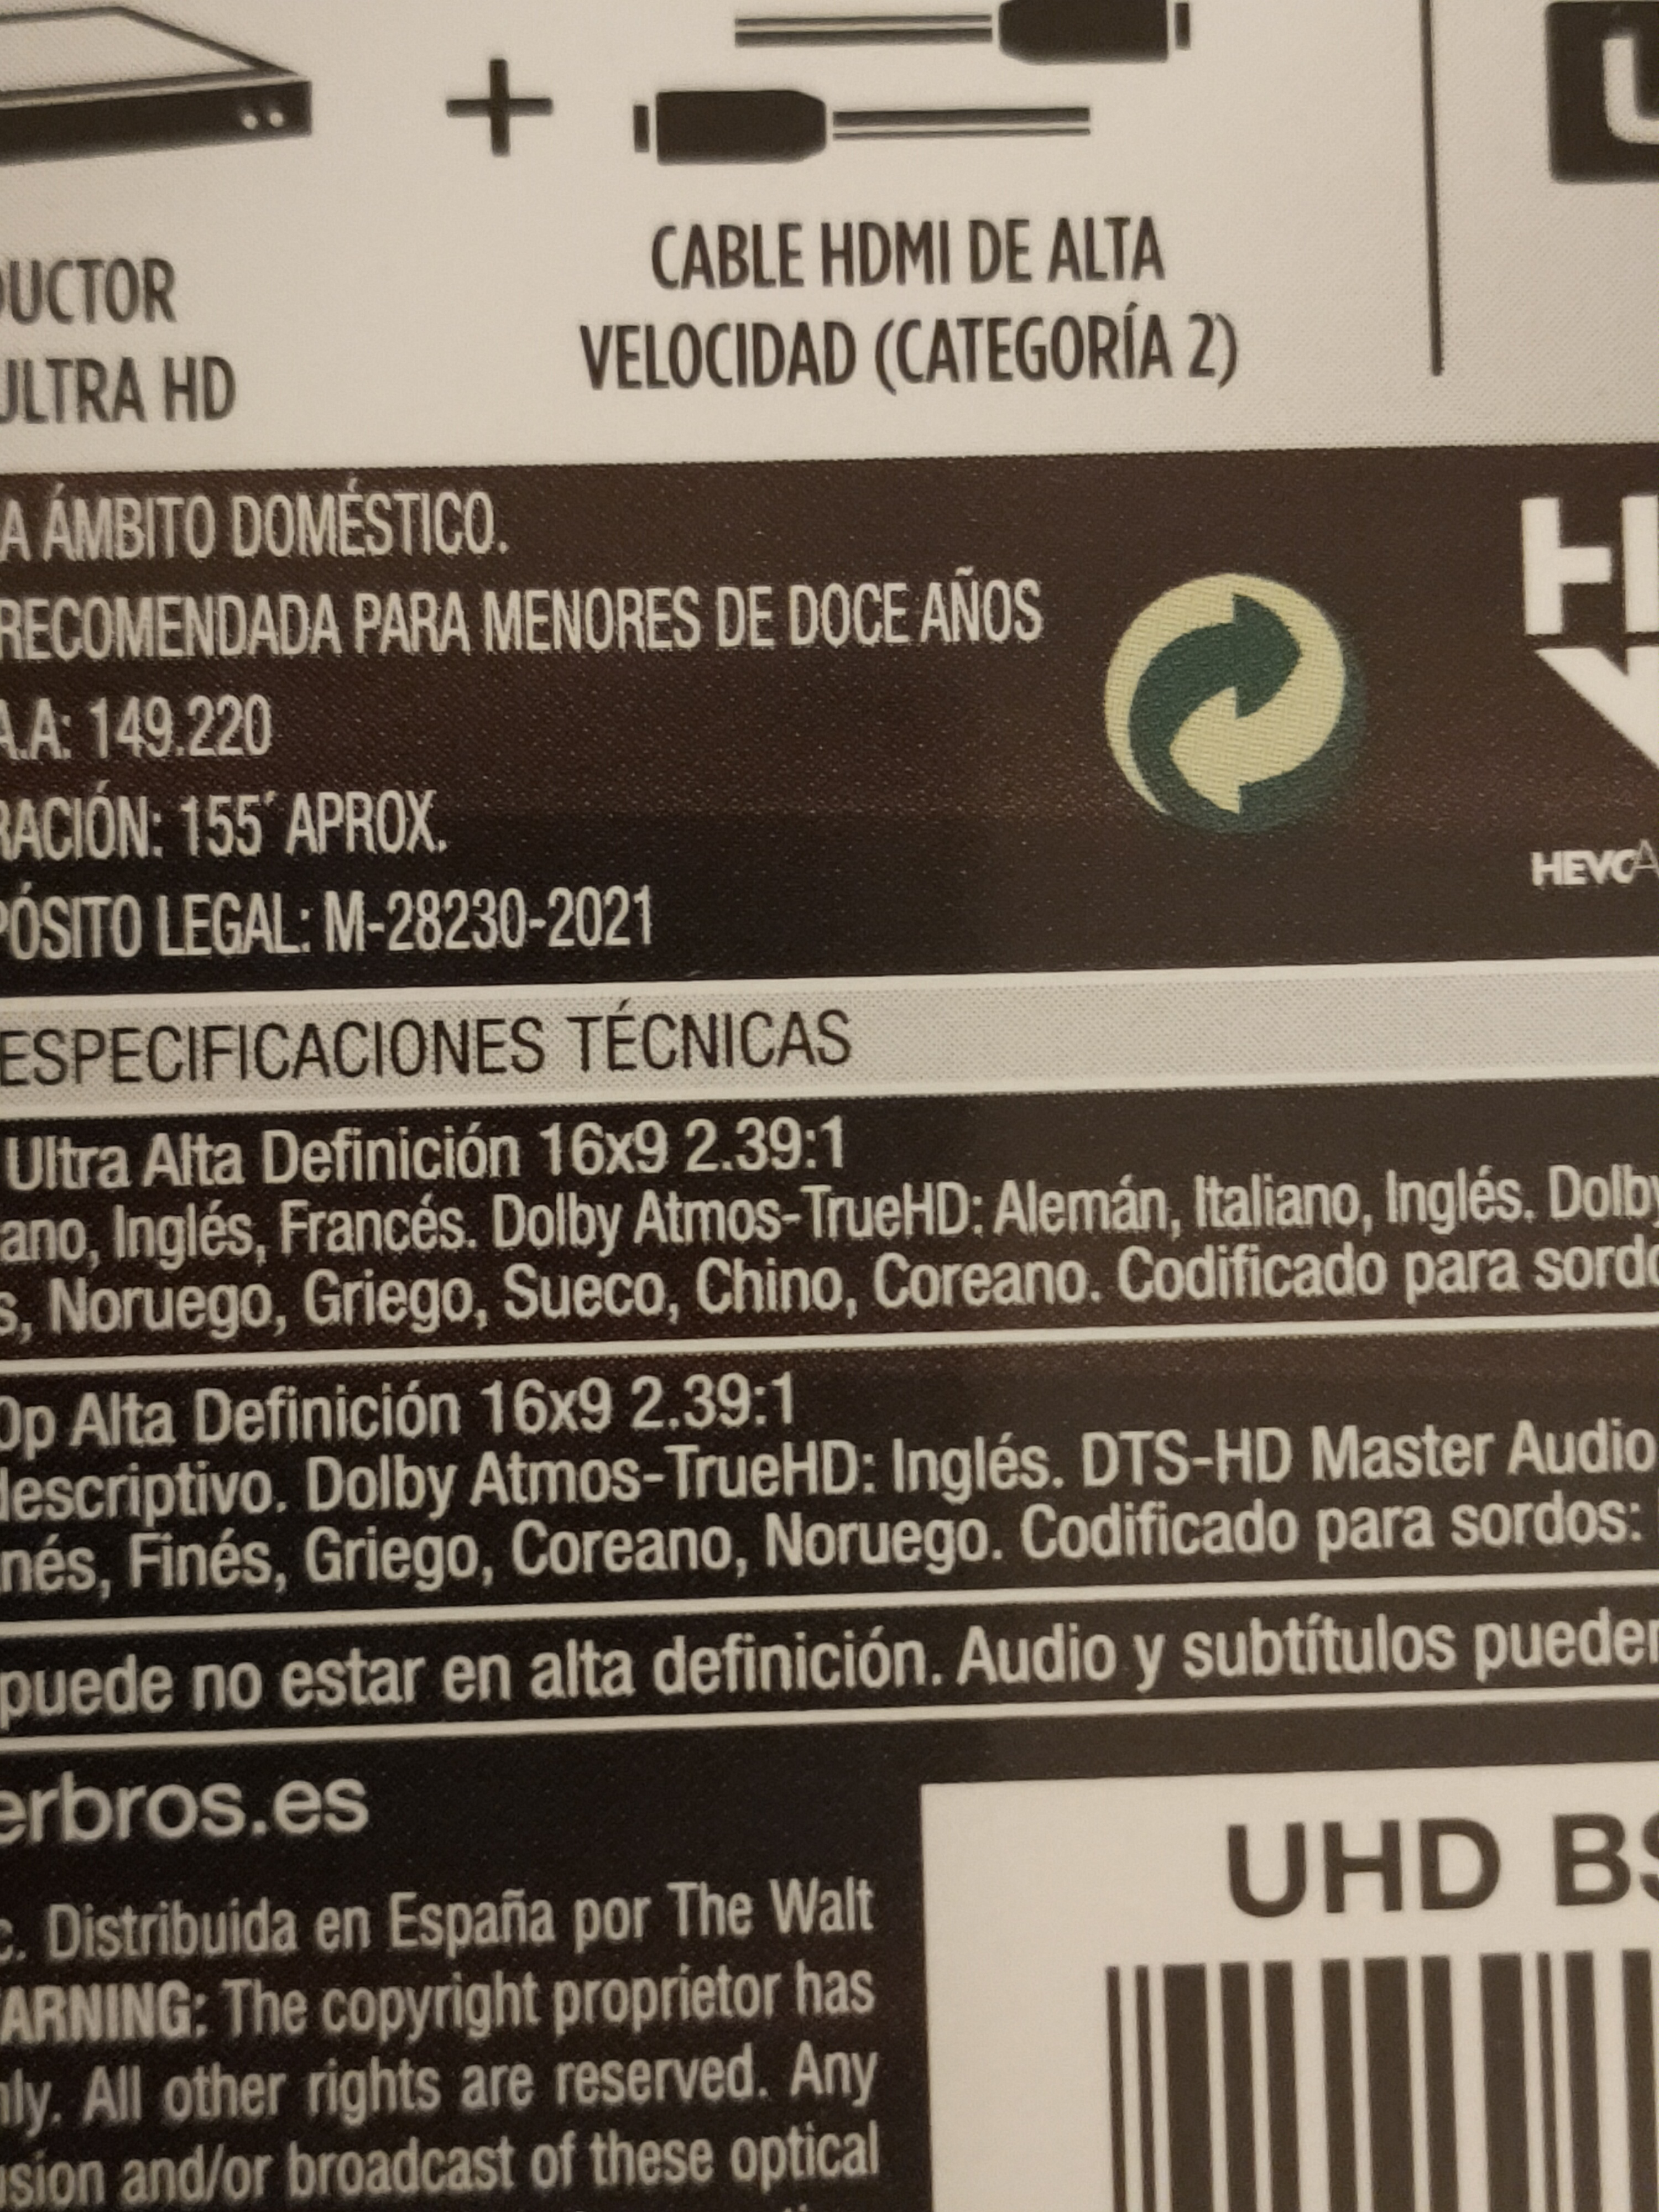 DUCTOR
ULTRA HD
CABLE HDMI DE ALTA
VELOCIDAD (CATEGORÍA 2)
A ÁMBITO DOMÉSTICO.
RECOMENDADA PARA MENORES DE DOCE AÑOS
A.A: 149.220
RACIÓN: 155´ APROX.
PÓSITO LEGAL: M-28230-2021
HEVCA
ESPECIFICACIONES TÉCNICAS
Ultra Alta Definición 16x9 2.39:1
ano, Inglés, Francés. Dolby Atmos-TrueHD: Alemán, Italiano, Inglés. Dolby
s, Noruego, Griego, Sueco, Chino, Coreano. Codificado para sordo
0p Alta Definición 16x9 2.39:1
descriptivo. Dolby Atmos-TrueHD: Inglés. DTS-HD Master Audio
nés, Finés, Griego, Coreano, Noruego. Codificado para sordos:
puede no estar en alta definición. Audio y subtítulos pueden
erbros.es
UHD BS
c. Distribuida en España por The Walt
ARNING: The copyright proprietor has
nly. All other rights are reserved. Any
usion and/or broadcast of these optical